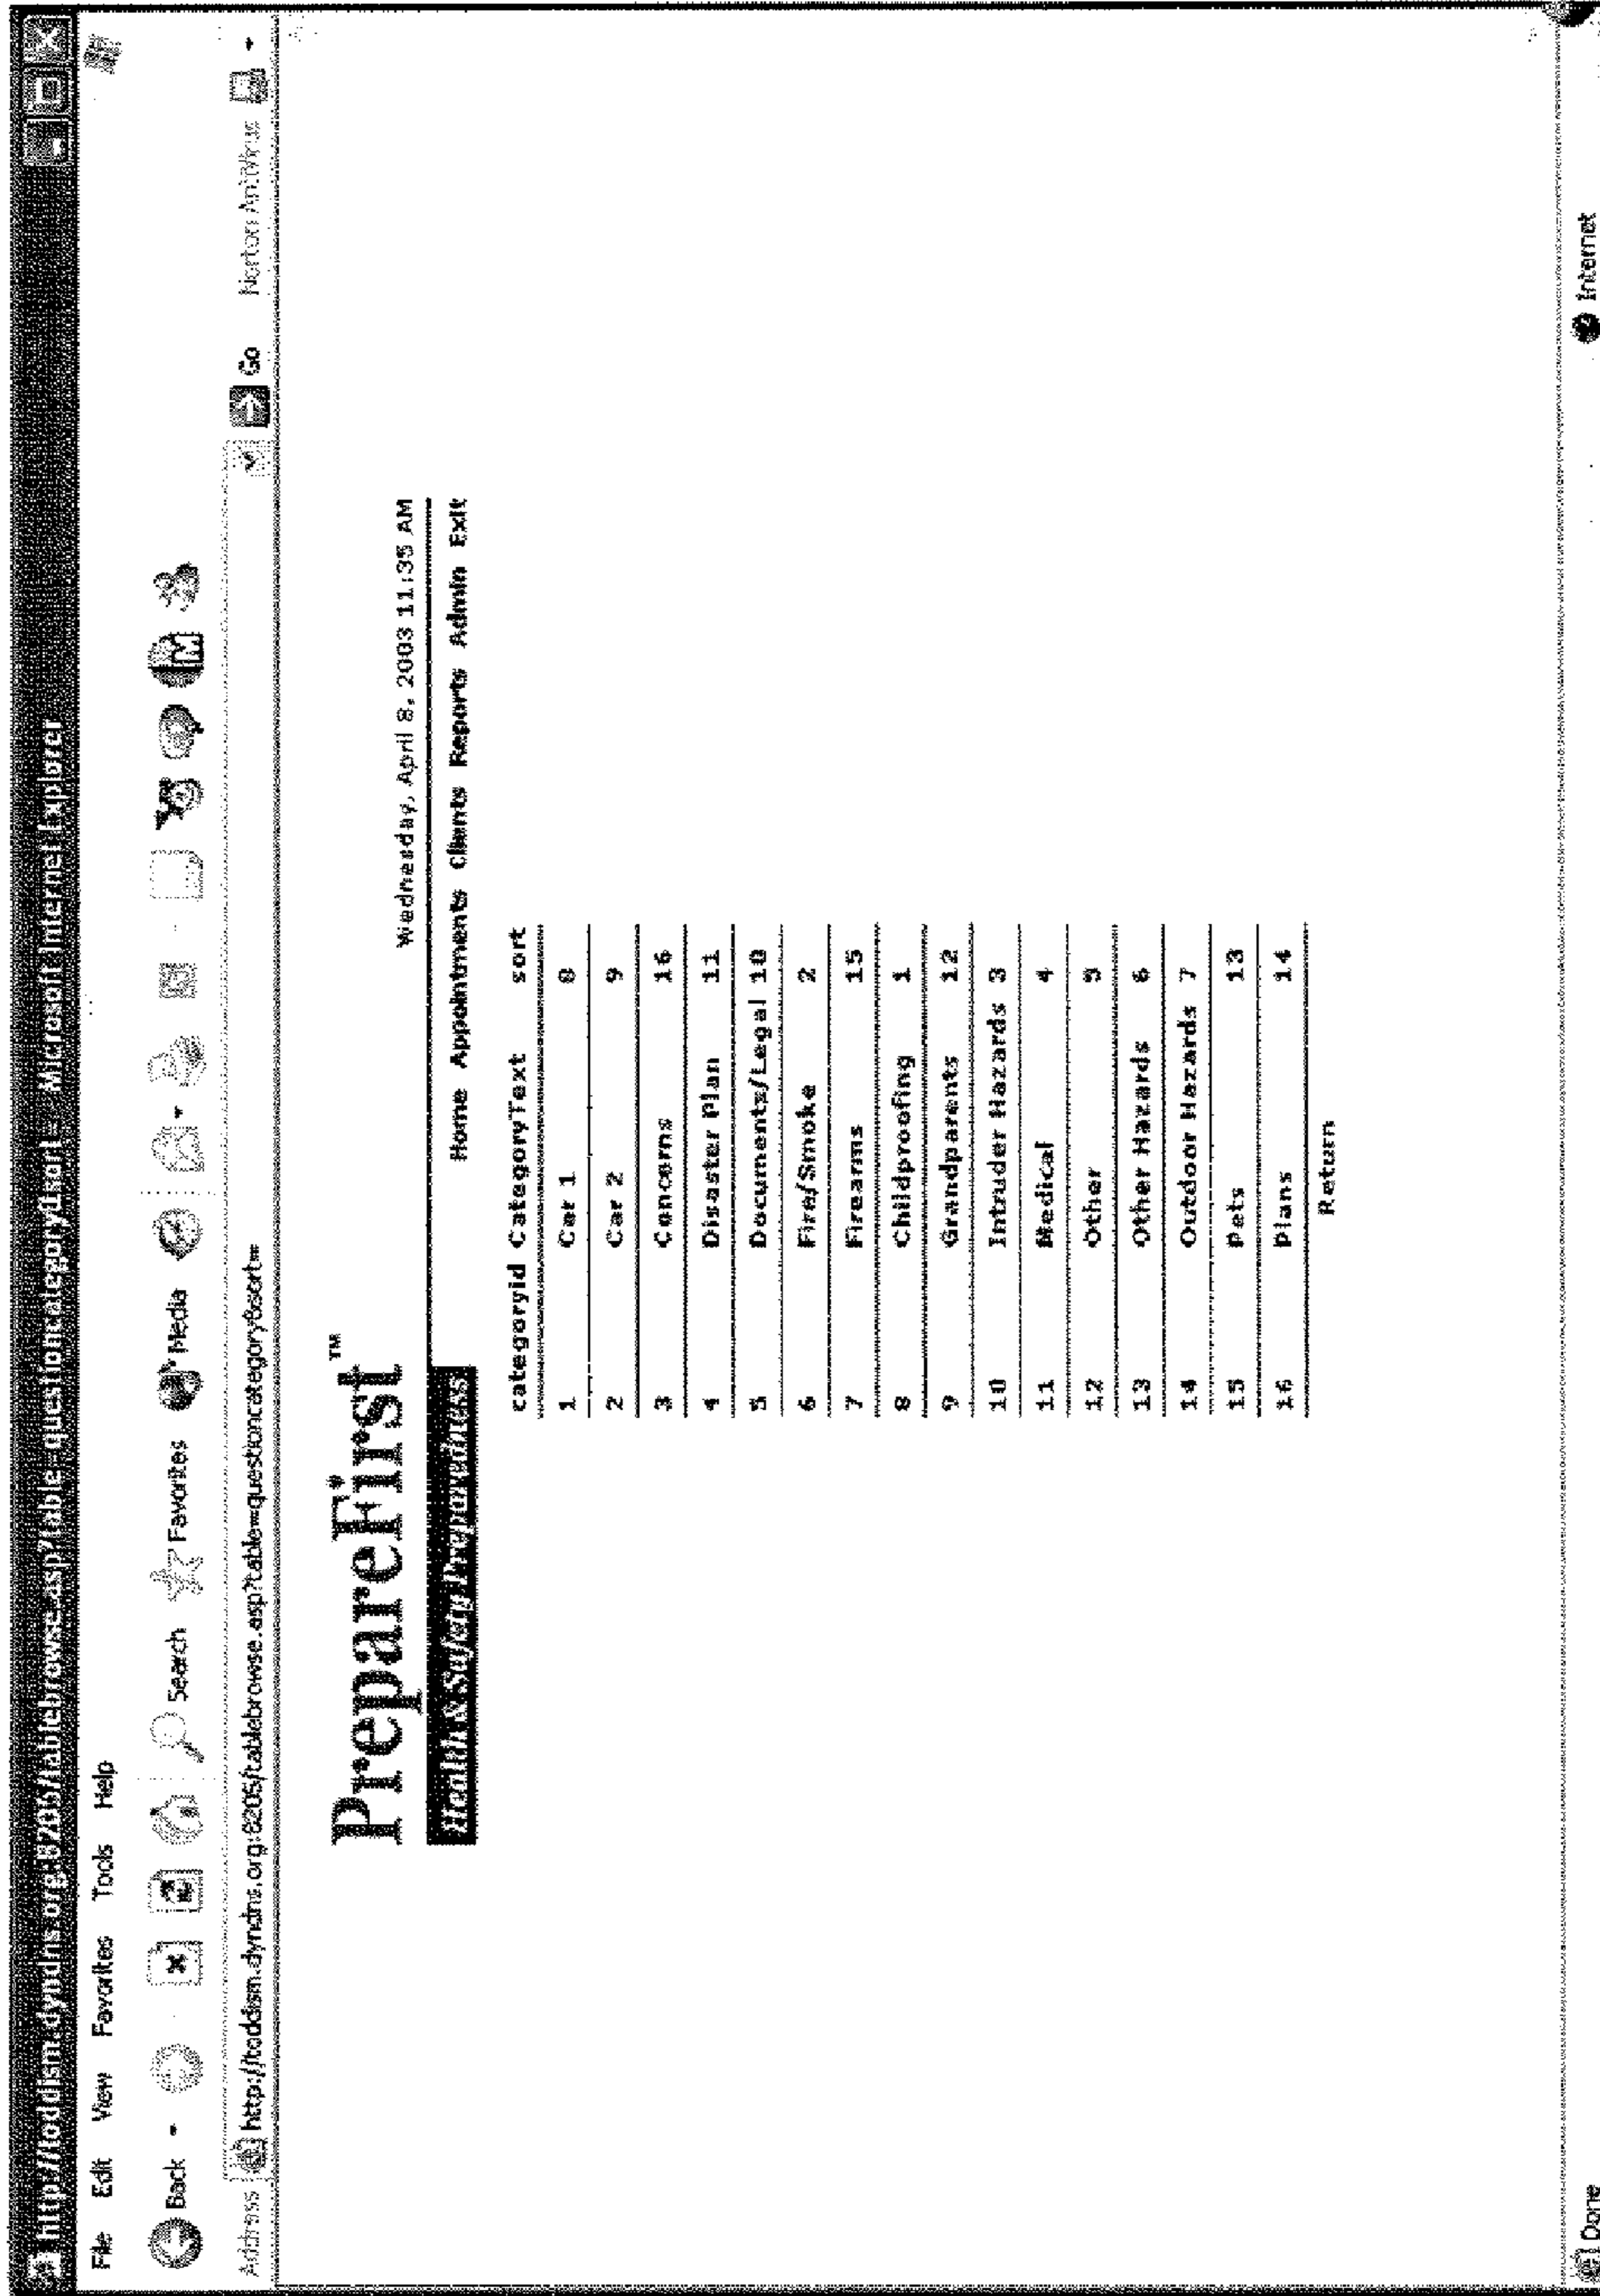 http://toddism.dyndns.org:8205/tablebrowse.asp?table=questioncategory&sort= - Microsoft Internet Explorer
File Edit View Favorites Tools Help
Back Search Favorites Media
Address http://toddism.dyndns.org:8205/tablebrowse.asp?table=questioncategory&sort= Go Norton AntiVirus
PrepareFirst™
Wednesday, April 8, 2003 11:35 AM
Home Appointments Clients Reports Admin Exit
categoryid CategoryText sort
1 Car 1 8
2 Car 2 9
3 Concerns 16
4 Disaster Plan 11
5 Documents/Legal 10
6 Fire/Smoke 2
7 Firearms 15
8 Childproofing 1
9 Grandparents 12
10 Intruder Hazards 3
11 Medical 4
12 Other 5
13 Other Hazards 6
14 Outdoor Hazards 7
15 Pets 13
16 Plans 14
Return
Done Internet